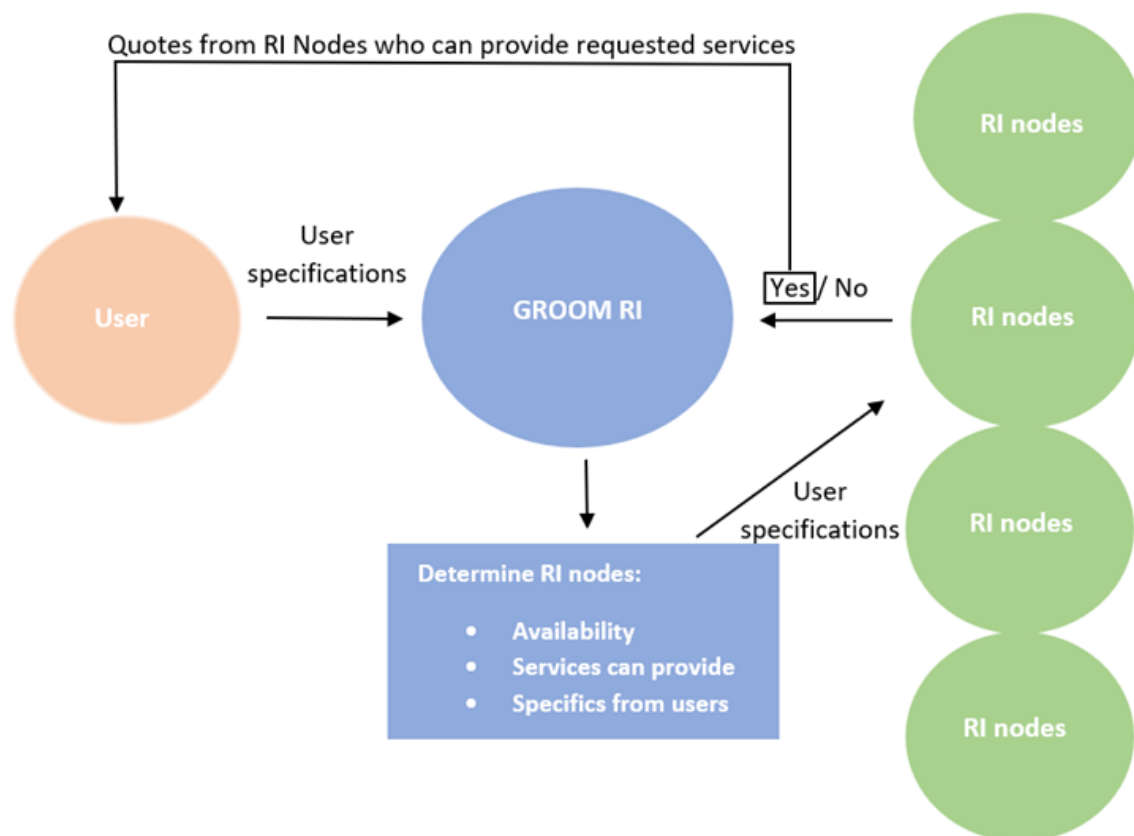 Quotes from RI Nodes who can provide requested services
RI nodes
User
specifications
Yes / No
User
GROOM RI
RI nodes
User
specifications
RI nodes
Determine RI nodes:
• Availability
• Services can provide
• Specifics from users
RI nodes